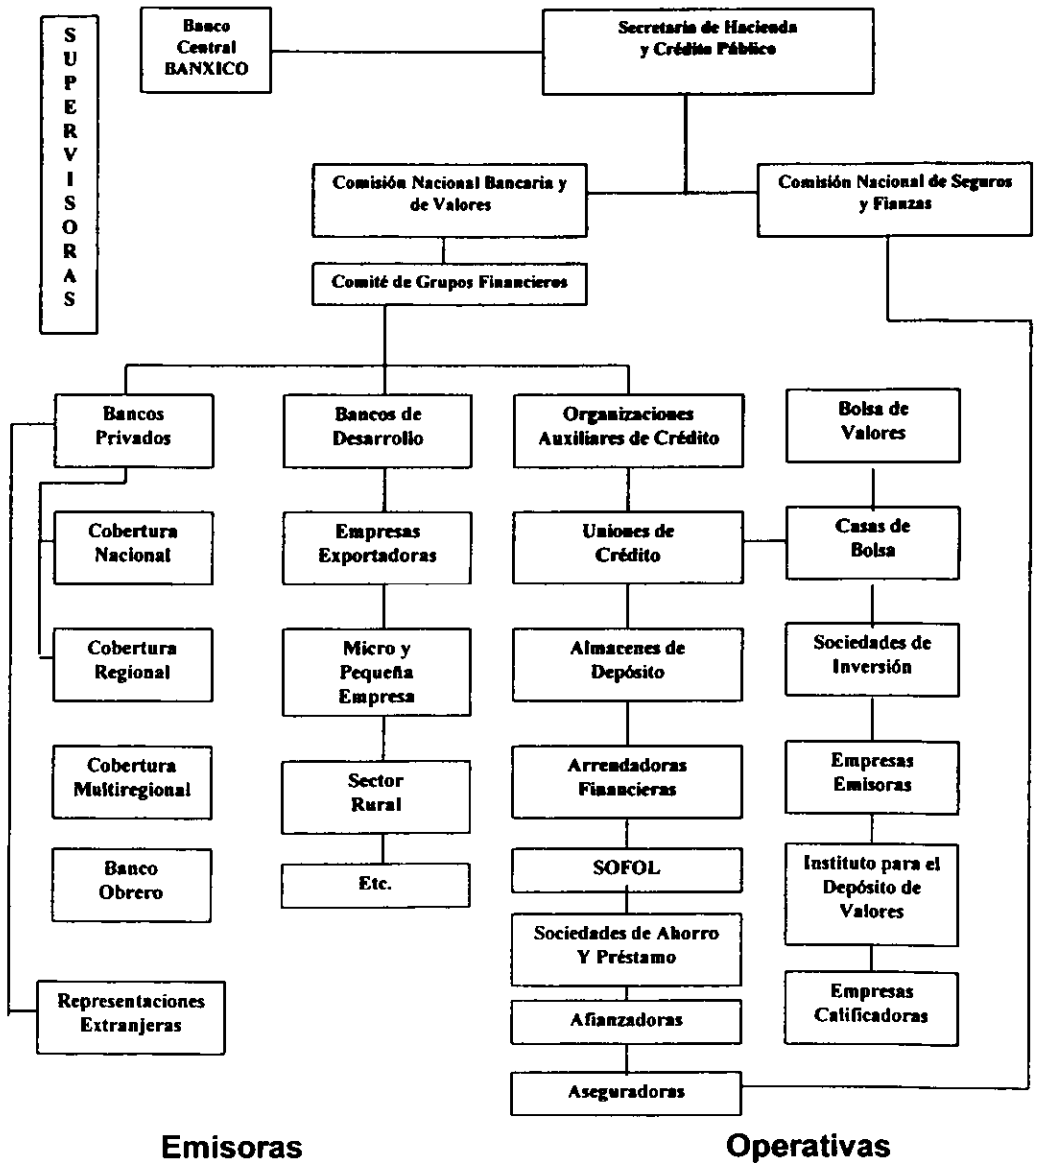 SUPERVISORAS
Banco
Central
BANXICO
Secretaria de Hacienda
y Crédito Público
Comisión Nacional Bancaria y
de Valores
Comisión Nacional de Seguros
y Fianzas
Comité de Grupos Financieros
Bancos
Privados
Bancos de
Desarrollo
Organizaciones
Auxiliares de Crédito
Bolsa de
Valores
Cobertura
Nacional
Empresas
Exportadoras
Uniones de
Crédito
Casas de
Bolsa
Cobertura
Regional
Micro y
Pequeña
Empresa
Almacenes de
Depósito
Sociedades de
Inversión
Cobertura
Multiregional
Sector
Rural
Arrendadoras
Financieras
Empresas
Emisoras
Banco
Obrero
Etc.
SOFOL
Instituto para el
Depósito de
Valores
Sociedades de Ahorro
Y Préstamo
Representaciones
Extranjeras
Afianzadoras
Empresas
Calificadoras
Aseguradoras
Emisoras
Operativas